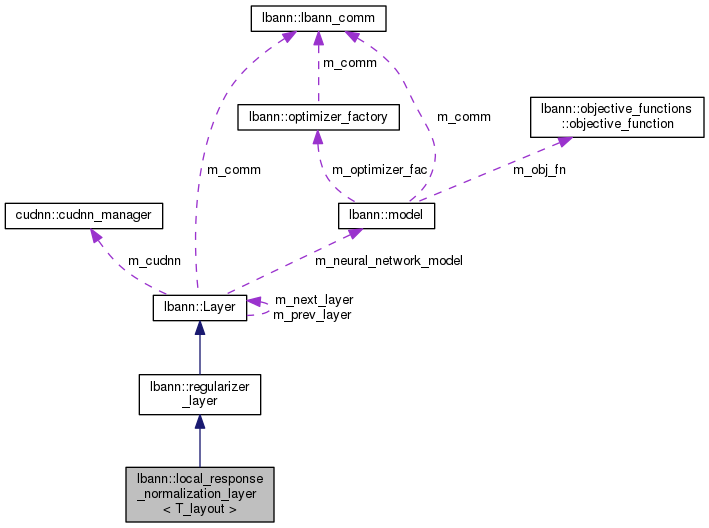 lbann::lbann_comm
m_comm
lbann::optimizer_factory
lbann::objective_functions
::objective_function
m_comm
m_comm
m_optimizer_fac
m_obj_fn
cudnn::cudnn_manager
lbann::model
m_cudnn
m_neural_network_model
lbann::Layer
m_next_layer
m_prev_layer
lbann::regularizer
_layer
lbann::local_response
_normalization_layer
< T_layout >